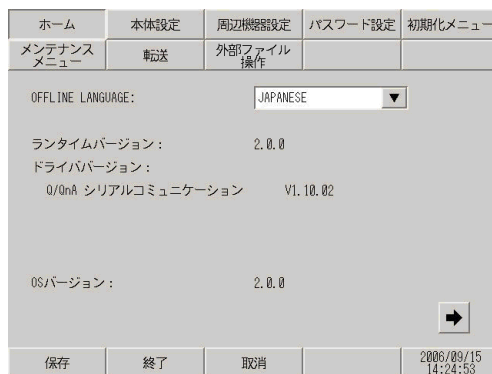 ホーム 本体設定 周辺機器設定 パスワード設定 初期化メニュー
メンテナンス
メニュー
転送
外部ファイル
操作
OFFLINE LANGUAGE: JAPANESE
ランタイムバージョン: 2.0.0
ドライババージョン:
Q/QnA シリアルコミュニケーション V1.10.02
OSバージョン: 2.0.0
保存 終了 取消
2006/09/15
14:24:53